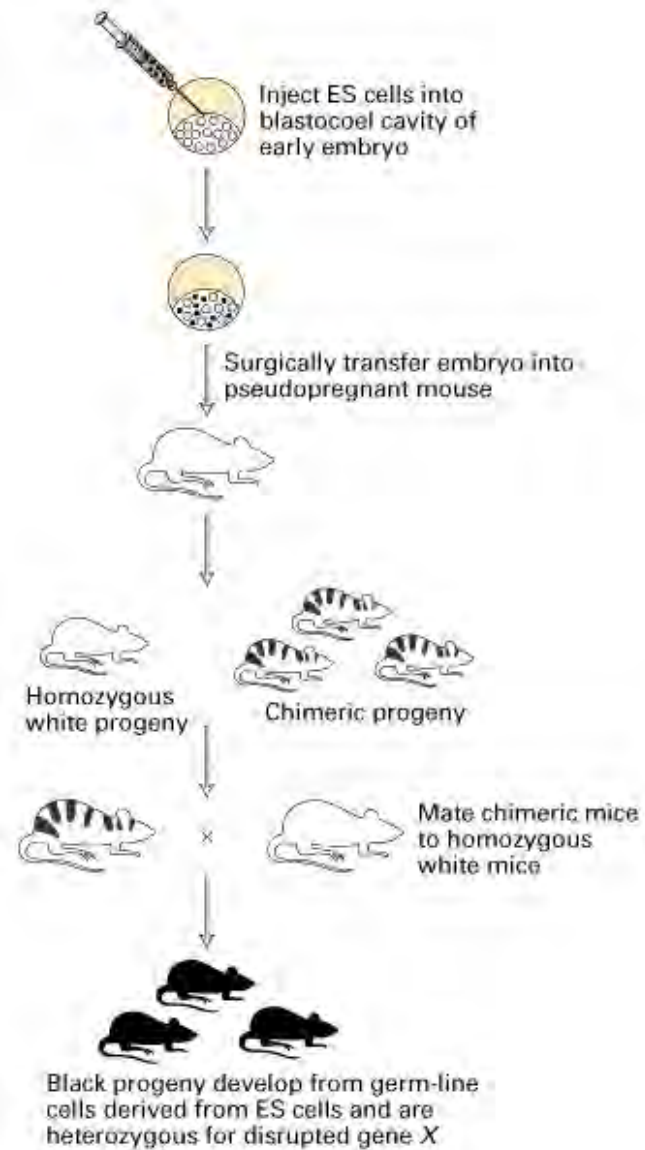 Inject ES cells into
blastocoel cavity of
early embryo
Surgically transfer embryo into
pseudopregnant mouse
Homozygous
white progeny
Chimeric progeny
×
Mate chimeric mice
to homozygous
white mice
Black progeny develop from germ-line
cells derived from ES cells and are
heterozygous for disrupted gene X